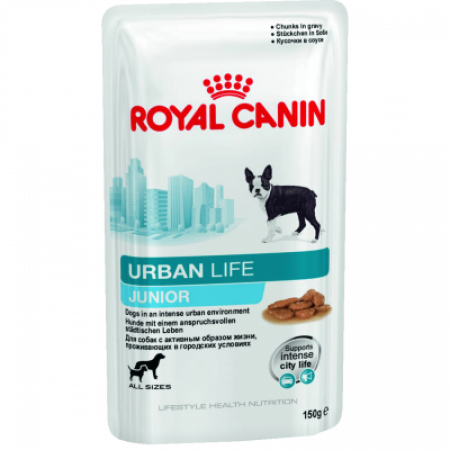 • Chunks in gravy
• Stückchen in Soße
• Кусочки в соусе
ROYAL CANIN
URBAN LIFE
JUNIOR
Dogs in an intense urban environment
Hunde mit einem anspruchsvollen
städtischen Leben
Для собак с активным образом жизни,
проживающих в городских условиях
Supports
intense
city life
ALL SIZES
LIFESTYLE HEALTH NUTRITION
150g e